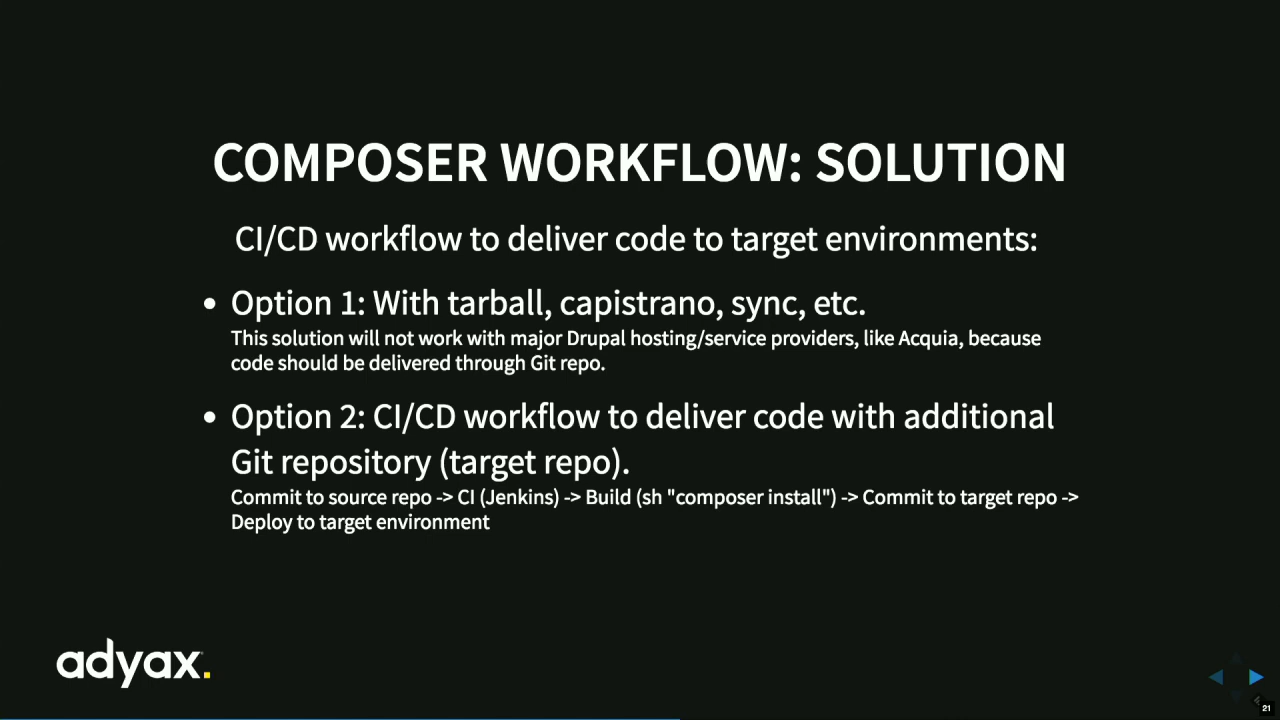 COMPOSER WORKFLOW: SOLUTION
CI/CD workflow to deliver code to target environments:
• Option 1: With tarball, capistrano, sync, etc.
This solution will not work with major Drupal hosting/service providers, like Acquia, because
code should be delivered through Git repo.
• Option 2: CI/CD workflow to deliver code with additional
Git repository (target repo).
Commit to source repo -> CI (Jenkins) -> Build (sh "composer install") -> Commit to target repo ->
Deploy to target environment
adyax.
21